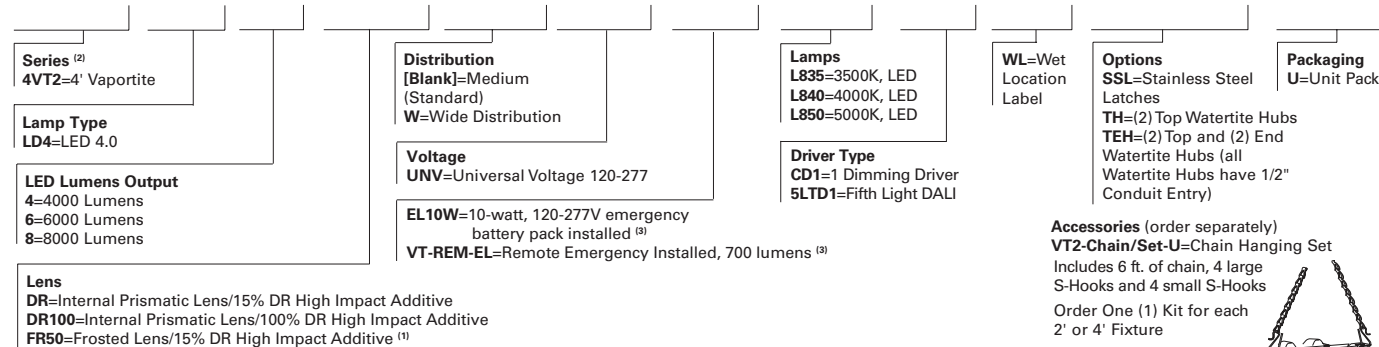 Series (2)
4VT2=4' Vaportite
Lamp Type
LD4=LED 4.0
LED Lumens Output
4=4000 Lumens
6=6000 Lumens
8=8000 Lumens
Lens
DR=Internal Prismatic Lens/15% DR High Impact Additive
DR100=Internal Prismatic Lens/100% DR High Impact Additive
FR50=Frosted Lens/15% DR High Impact Additive (1)
Distribution
[Blank]=Medium
(Standard)
W=Wide Distribution
Voltage
UNV=Universal Voltage 120-277
EL10W=10-watt, 120-277V emergency
battery pack installed (3)
VT-REM-EL=Remote Emergency Installed, 700 lumens (3)
Lamps
L835=3500K, LED
L840=4000K, LED
L850=5000K, LED
Driver Type
CD1=1 Dimming Driver
5LTD1=Fifth Light DALI
WL=Wet
Location
Label
Options
SSL=Stainless Steel
Latches
TH=(2) Top Watertite Hubs
TEH=(2) Top and (2) End
Watertite Hubs (all
Watertite Hubs have 1/2"
Conduit Entry)
Packaging
U=Unit Pack
Accessories (order separately)
VT2-Chain/Set-U=Chain Hanging Set
Includes 6 ft. of chain, 4 large
S-Hooks and 4 small S-Hooks
Order One (1) Kit for each
2' or 4' Fixture